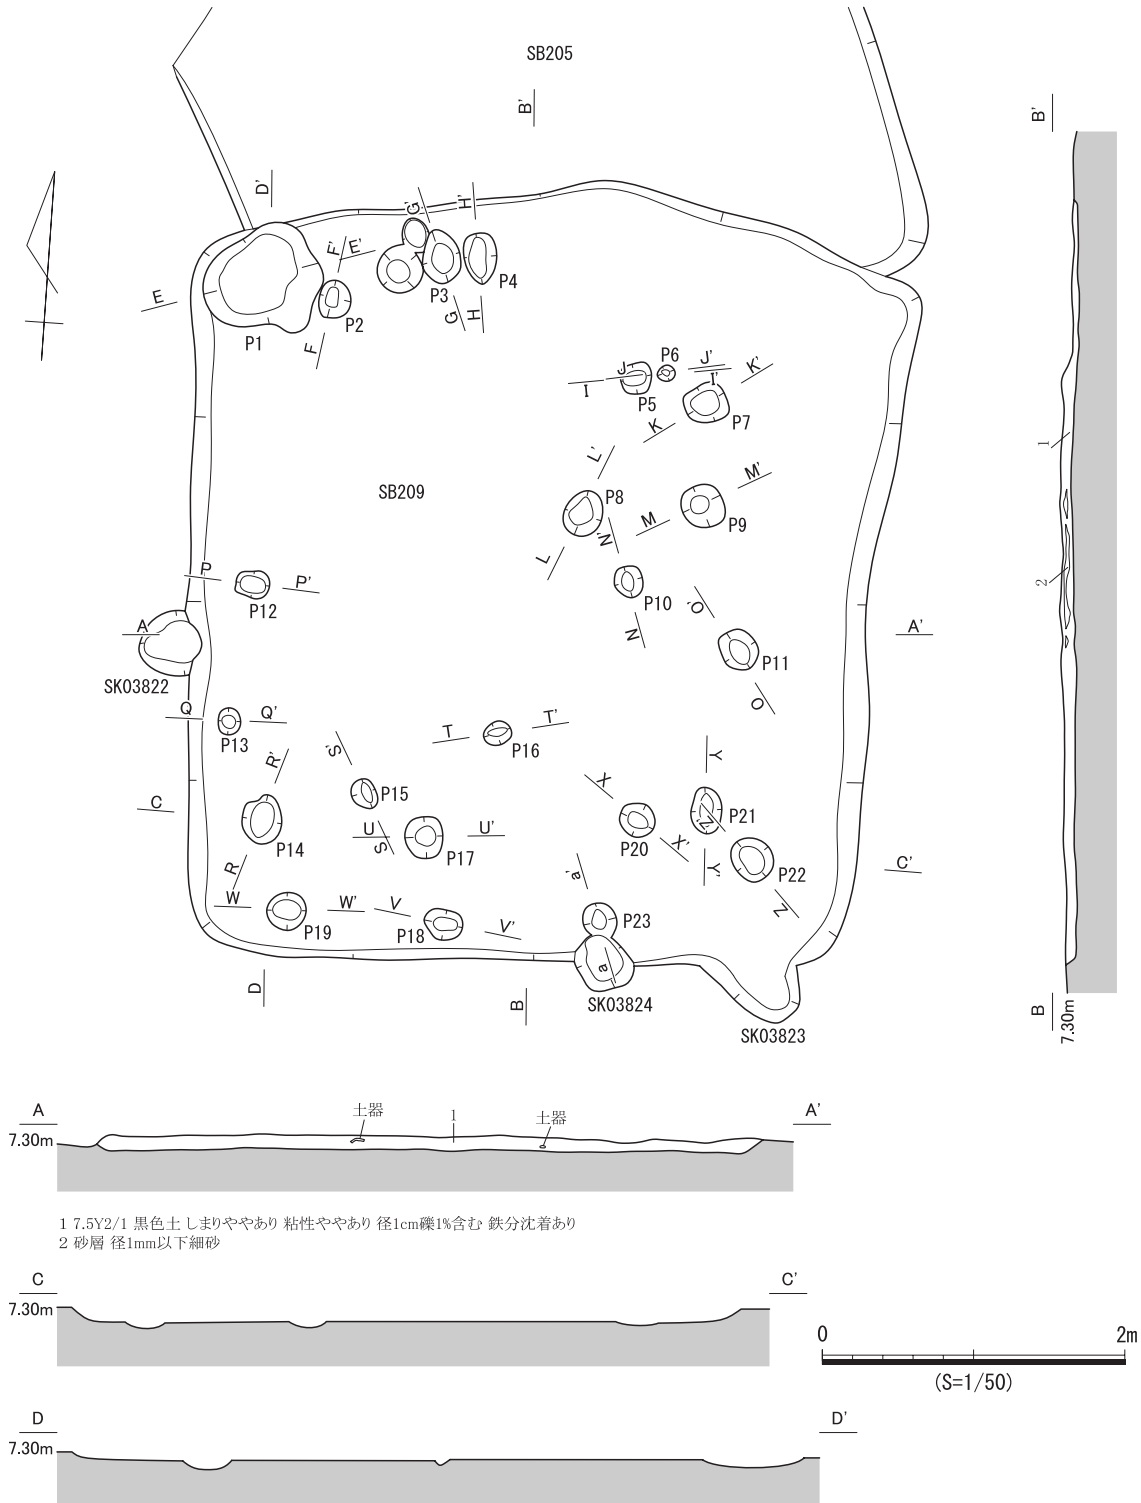 SB205
B'
B'
D'
G'
H'
F'
E'
E
P3
P4
P2
P1
G
H
F
P6
J
J'
I
I'
K'
P5
P7
K
1
L'
M'
SB209
P8
P9
M
N'
L
P
P'
2
P12
P10
O'
A
N
A'
P11
SK03822
Q
Q'
O
T
T'
P13
P16
R'
S'
Y
X
C
P15
P21
Z'
U
U'
S
P14
P17
P20
X'
Y'
C'
R
P22
a'
W
W'
V
Z
P19
P18
V'
P23
a
D
B
SK03824
B
7.30m
SK03823
A
土器
1
土器
A'
7.30m
1 7.5Y2/1 黒色土 しまりややあり 粘性ややあり 径1cm礫1%含む 鉄分沈着あり
2 砂層 径1mm以下細砂
C
C'
7.30m
0
2m
(S=1/50)
D
D'
7.30m